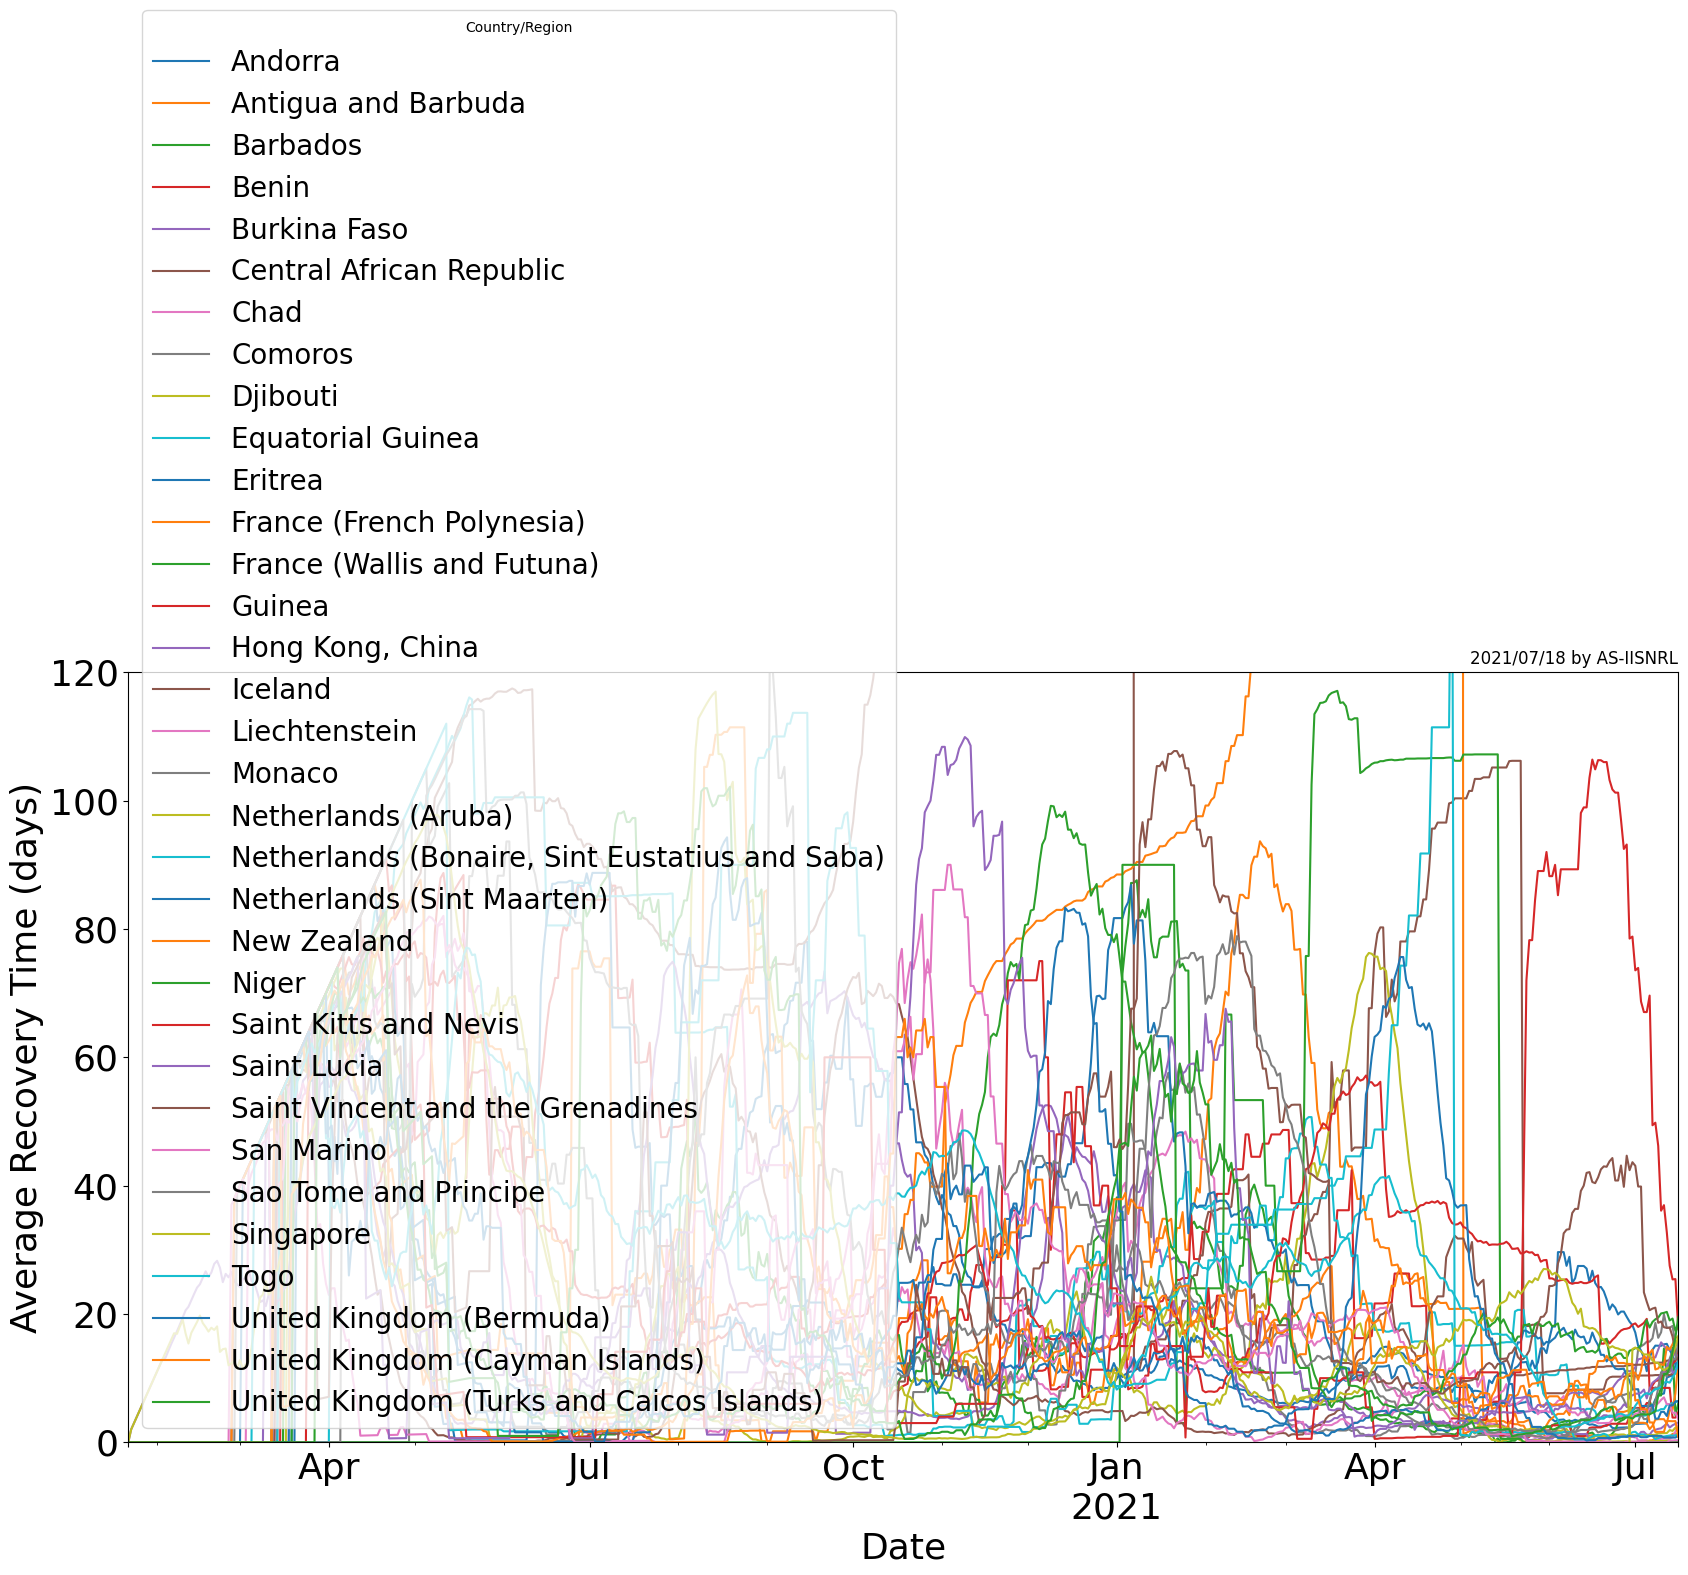 Country/Region
Andorra
Antigua and Barbuda
Barbados
Benin
Burkina Faso
Central African Republic
Chad
Comoros
Djibouti
Equatorial Guinea
Eritrea
France (French Polynesia)
France (Wallis and Futuna)
Guinea
Hong Kong, China
Iceland
Liechtenstein
Monaco
Netherlands (Aruba)
Netherlands (Bonaire, Sint Eustatius and Saba)
Netherlands (Sint Maarten)
New Zealand
Niger
Saint Kitts and Nevis
Saint Lucia
Saint Vincent and the Grenadines
San Marino
Sao Tome and Principe
Singapore
Togo
United Kingdom (Bermuda)
United Kingdom (Cayman Islands)
United Kingdom (Turks and Caicos Islands)
2021/07/18 by AS-IISNRL
Average Recovery Time (days)
120
100
80
60
40
20
0
Apr Jul Oct Jan Apr Jul
2021
Date